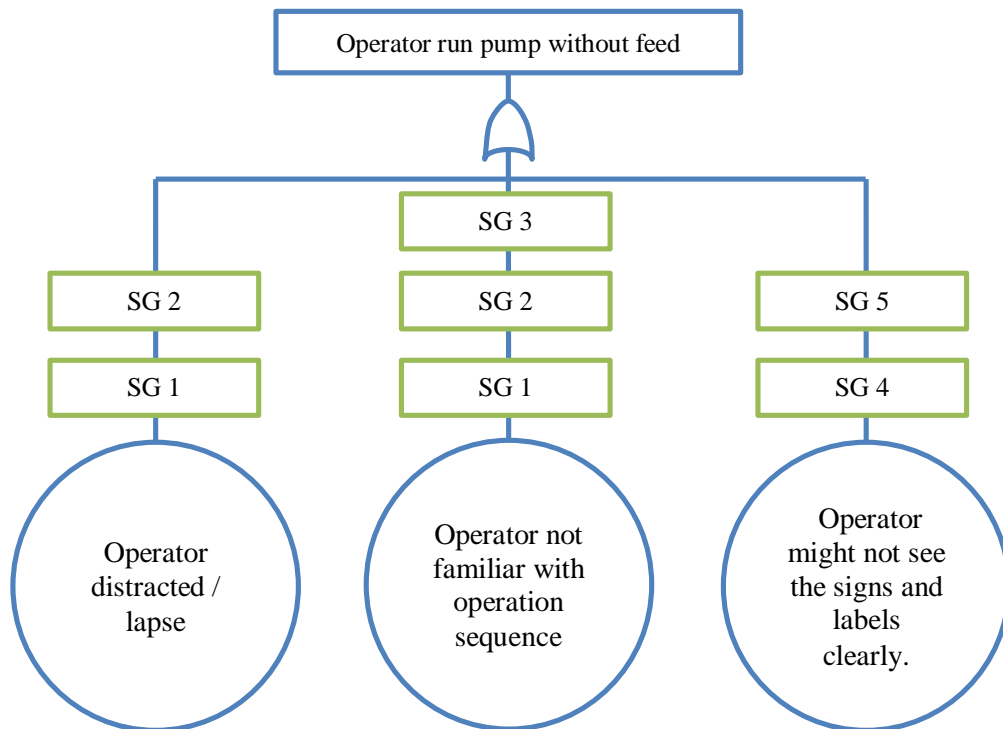 Operator run pump without feed
SG 3
SG 2
SG 2
SG 5
SG 1
SG 1
SG 4
Operator
distracted /
lapse
Operator not
familiar with
operation
sequence
Operator
might not see
the signs and
labels
clearly.